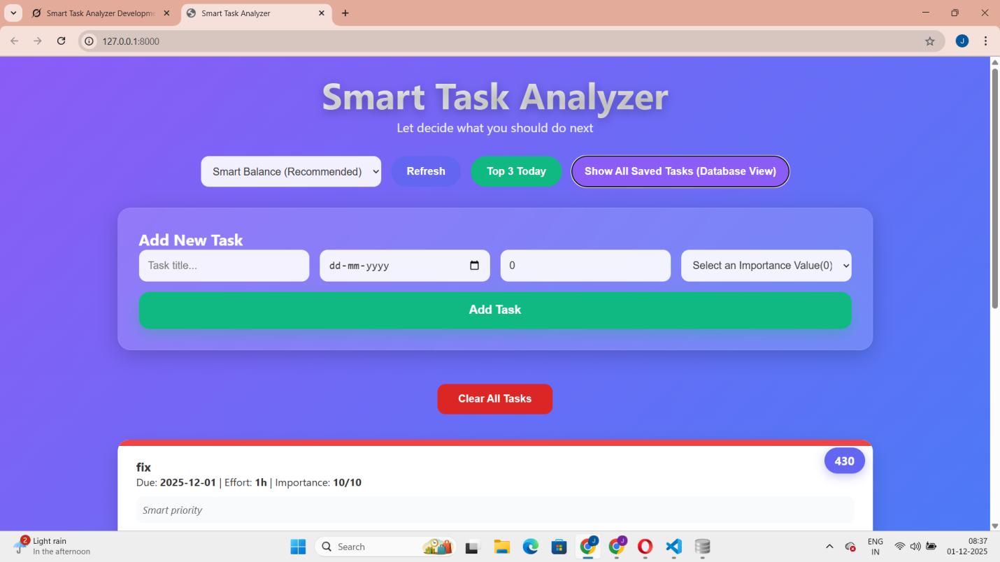 Smart Task Analyzer Developme
Smart Task Analyzer
127.0.0.1:8000
J
Smart Task Analyzer
Let decide what you should do next
Smart Balance (Recommended)
Refresh
Top 3 Today
Show All Saved Tasks (Database View)
Add New Task
Task title...
dd-mm-yyyy
0
Select an Importance Value(0)
Add Task
Clear All Tasks
430
fix
Due: 2025-12-01 | Effort: 1h | Importance: 10/10
Smart priority
2
Light rain
In the afternoon
Search
J
J
ENG
IN
08:37
01-12-2025